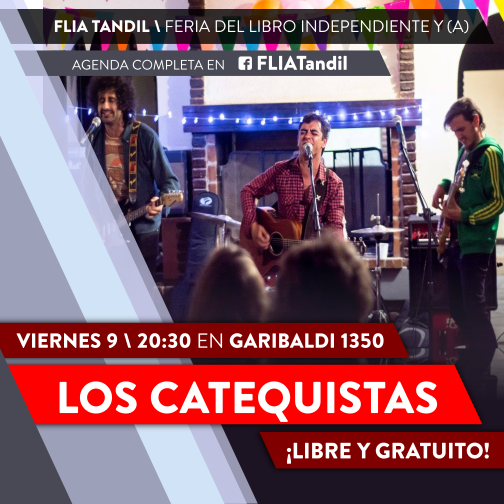 FLIA TANDIL \ FERIA DEL LIBRO INDEPENDIENTE Y (A)
AGENDA COMPLETA EN f FLIATandil
VIERNES 9 \ 20:30 EN GARIBALDI 1350
LOS CATEQUISTAS
¡LIBRE Y GRATUITO!